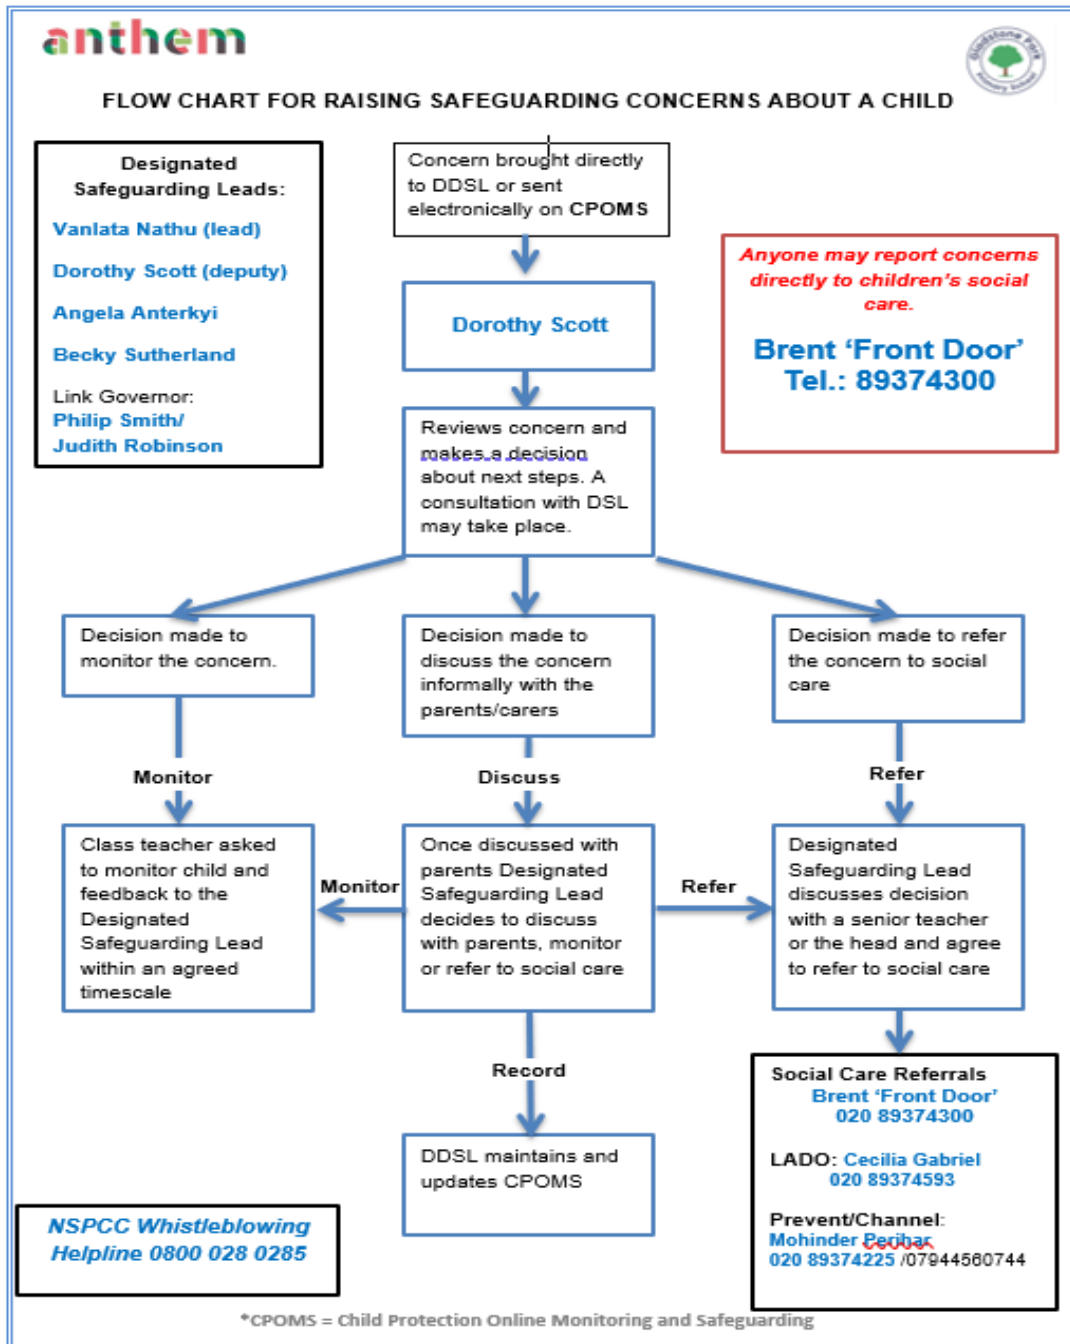 anthem
Gladstone Park
Primary School
FLOW CHART FOR RAISING SAFEGUARDING CONCERNS ABOUT A CHILD
Designated
Safeguarding Leads:
Vanlata Nathu (lead)
Dorothy Scott (deputy)
Angela Anterkyi
Becky Sutherland
Link Governor:
Philip Smith/
Judith Robinson
Concern brought directly
to DDSL or sent
electronically on CPOMS
Anyone may report concerns
directly to children's social
care.
Brent 'Front Door'
Tel.: 89374300
Dorothy Scott
Reviews concern and
makes a decision
about next steps. A
consultation with DSL
may take place.
Decision made to
monitor the concern.
Decision made to
discuss the concern
informally with the
parents/carers
Decision made to refer
the concern to social
care
Monitor
Discuss
Refer
Class teacher asked
to monitor child and
feedback to the
Designated
Safeguarding Lead
within an agreed
timescale
Monitor
Once discussed with
parents Designated
Safeguarding Lead
decides to discuss
with parents, monitor
or refer to social care
Refer
Designated
Safeguarding Lead
discusses decision
with a senior teacher
or the head and agree
to refer to social care
Record
DDSL maintains and
updates CPOMS
Social Care Referrals
Brent 'Front Door'
020 89374300
LADO: Cecilia Gabriel
020 89374593
Prevent/Channel:
Mohinder Perihar
020 89374225 /07944560744
NSPCC Whistleblowing
Helpline 0800 028 0285
*CPOMS = Child Protection Online Monitoring and Safeguarding